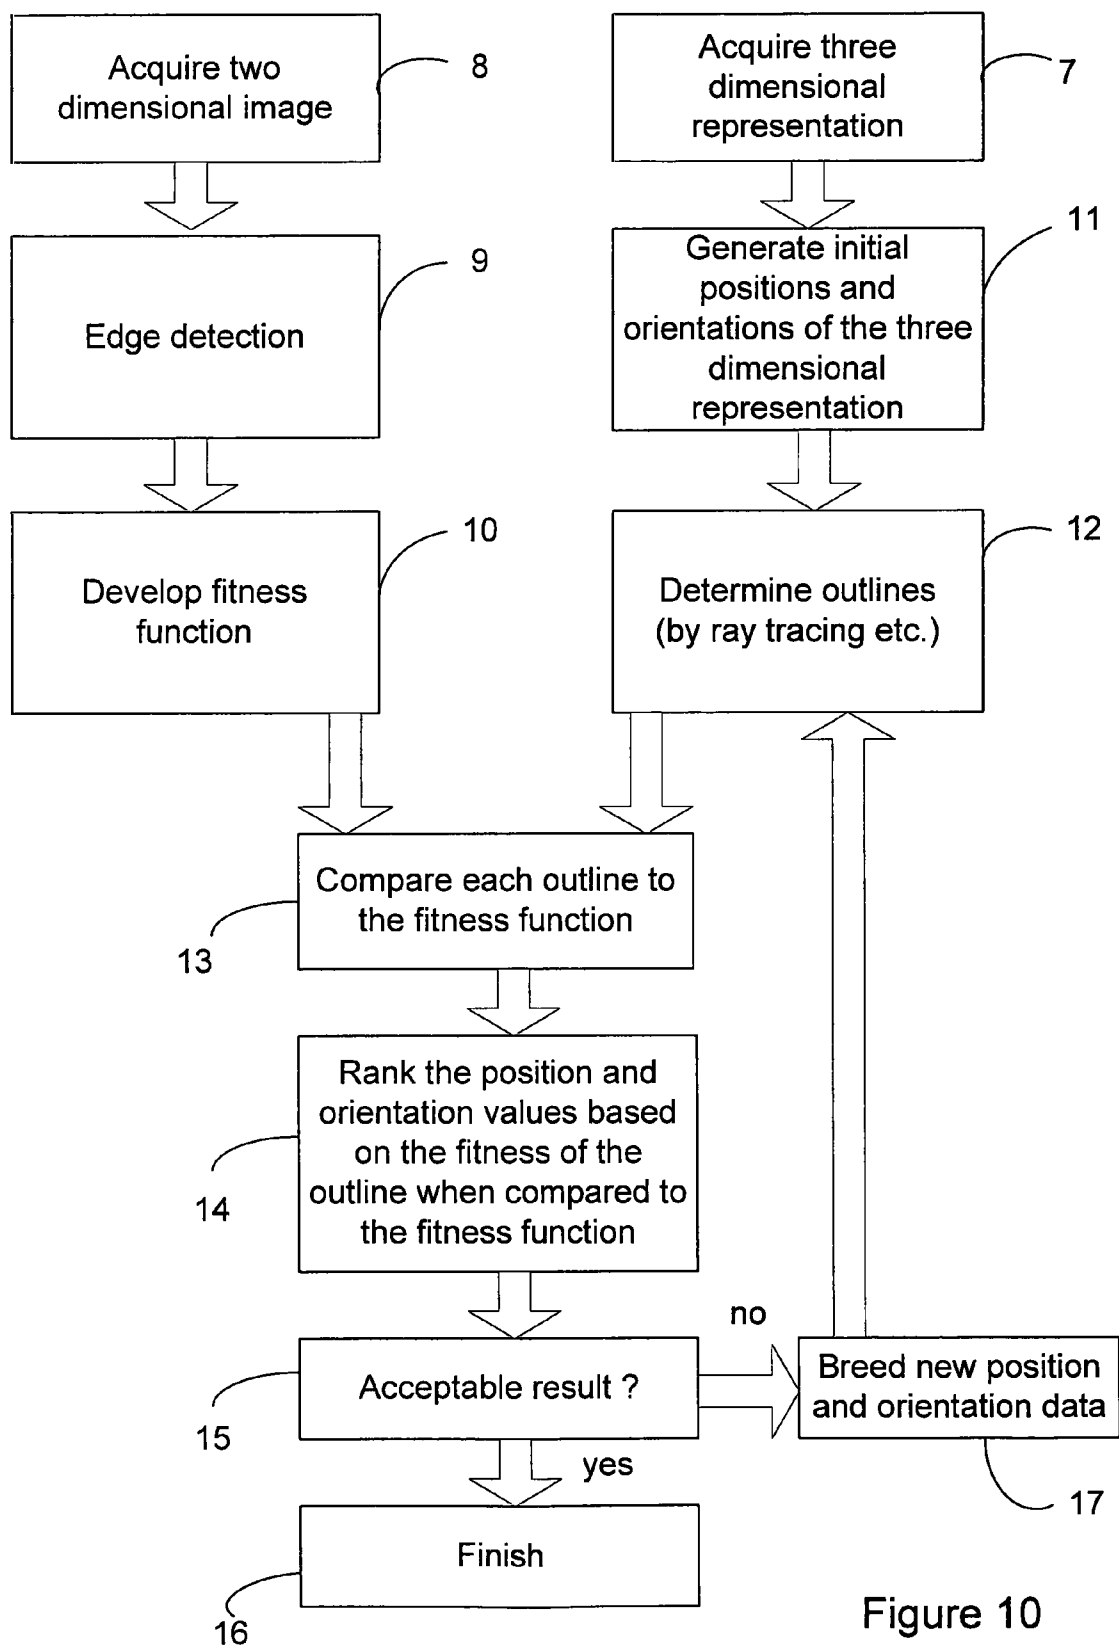 Acquire two
dimensional image
8
Acquire three
dimensional
representation
7
Edge detection
9
Generate initial
positions and
orientations of the three
dimensional
representation
11
Develop fitness
function
10
Determine outlines
(by ray tracing etc.)
12
Compare each outline to
the fitness function
13
Rank the position and
orientation values based
on the fitness of the
outline when compared to
the fitness function
14
Acceptable result ?
15
no
Breed new position
and orientation data
17
yes
Finish
16
Figure 10